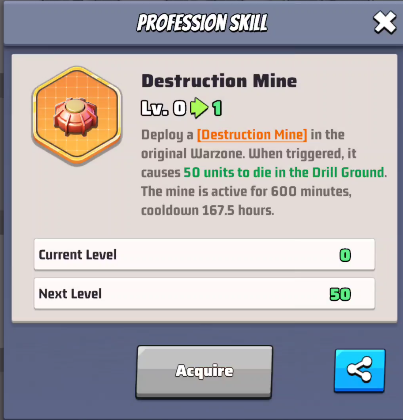 PROFESSION SKILL
Destruction Mine
Lv. 0 1
Deploy a [Destruction Mine] in the
original Warzone. When triggered, it
causes 50 units to die in the Drill Ground.
The mine is active for 600 minutes,
cooldown 167.5 hours.
Current Level 0
Next Level 50
Acquire